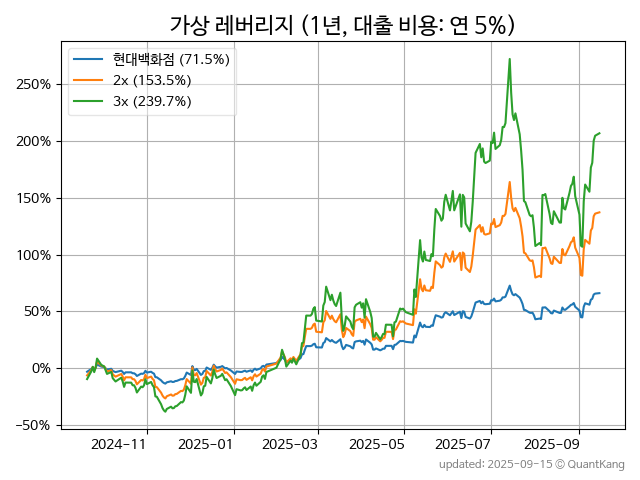 가상 레버리지 (1년, 대출 비용: 연 5%)
현대백화점 (71.5%)
2x (153.5%)
3x (239.7%)
250%
200%
150%
100%
50%
0%
−50%
2024-11
2025-01
2025-03
2025-05
2025-07
2025-09
updated: 2025-09-15 © QuantKang